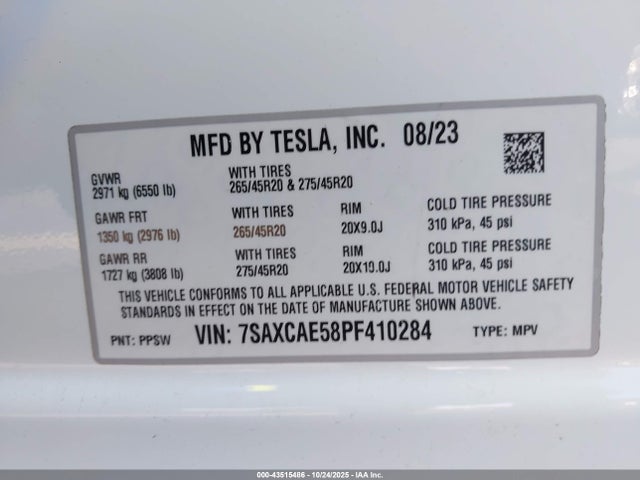 MFD BY TESLA, INC. 08/23
GVWR
2971 kg (6550 lb)
WITH TIRES
265/45R20 & 275/45R20
GAWR FRT
1350 kg (2976 lb)
WITH TIRES
265/45R20
RIM
20X9.0J
COLD TIRE PRESSURE
310 kPa, 45 psi
GAWR RR
1727 kg (3808 lb)
WITH TIRES
275/45R20
RIM
20X10.0J
COLD TIRE PRESSURE
310 kPa, 45 psi
THIS VEHICLE CONFORMS TO ALL APPLICABLE U.S. FEDERAL MOTOR VEHICLE SAFETY
STANDARDS IN EFFECT ON THE DATE OF MANUFACTURE SHOWN ABOVE.
PNT: PPSW VIN: 7SAXCAE58PF410284 TYPE: MPV
000-43515486 - 10/24/2025 - IAA Inc.